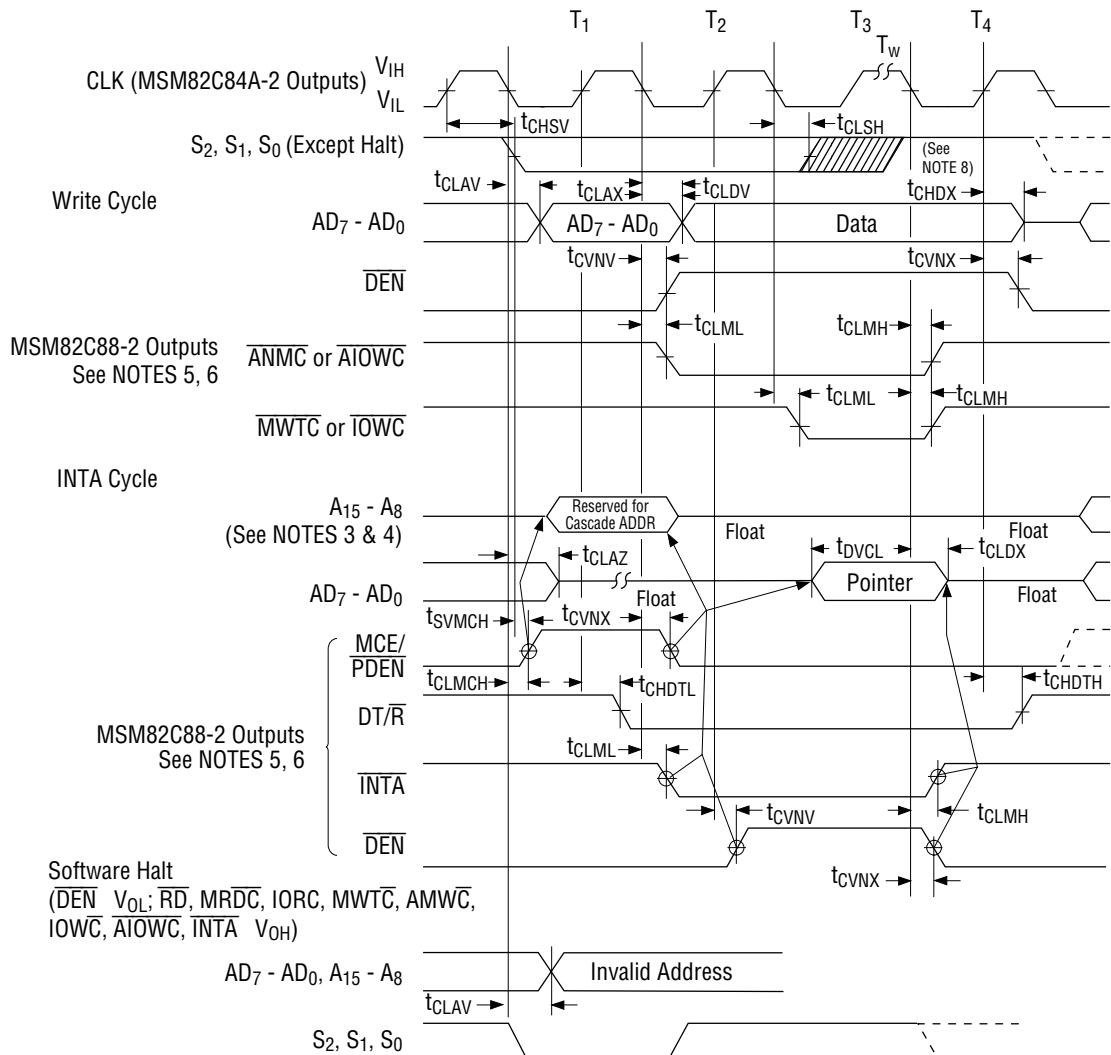 T1 T2 T3 T4
TW
CLK (MSM82C84A-2 Outputs) VIH
VIL
tCHSV tCLSH
S2, S1, S0 (Except Halt)
(See
NOTE 8)
tCLAV tCLAX tCLDV tCHDX
Write Cycle
AD7 - AD0 AD7 - AD0 Data
tCVNV tCVNX
DEN
tCLML tCLMH
MSM82C88-2 Outputs
See NOTES 5, 6
ANMC or AIOWC
tCLML tCLMH
MWTC or IOWC
INTA Cycle
A15 - A8
(See NOTES 3 & 4)
Reserved for
Cascade ADDR
Float Float
tCLAZ tDVCL tCLDX
AD7 - AD0 Float Pointer Float
tSVMCH tCVNX
MCE/
PDEN
tCLMCH tCHDTL tCHDTH
DT/R
MSM82C88-2 Outputs
See NOTES 5, 6
tCLML
INTA
tCVNV tCLMH
DEN
tCVNX
Software Halt
(DEN VOL; RD, MRDC, IORC, MWTC, AMWC,
IOWC, AIOWC, INTA VOH)
AD7 - AD0, A15 - A8 Invalid Address
tCLAV
S2, S1, S0